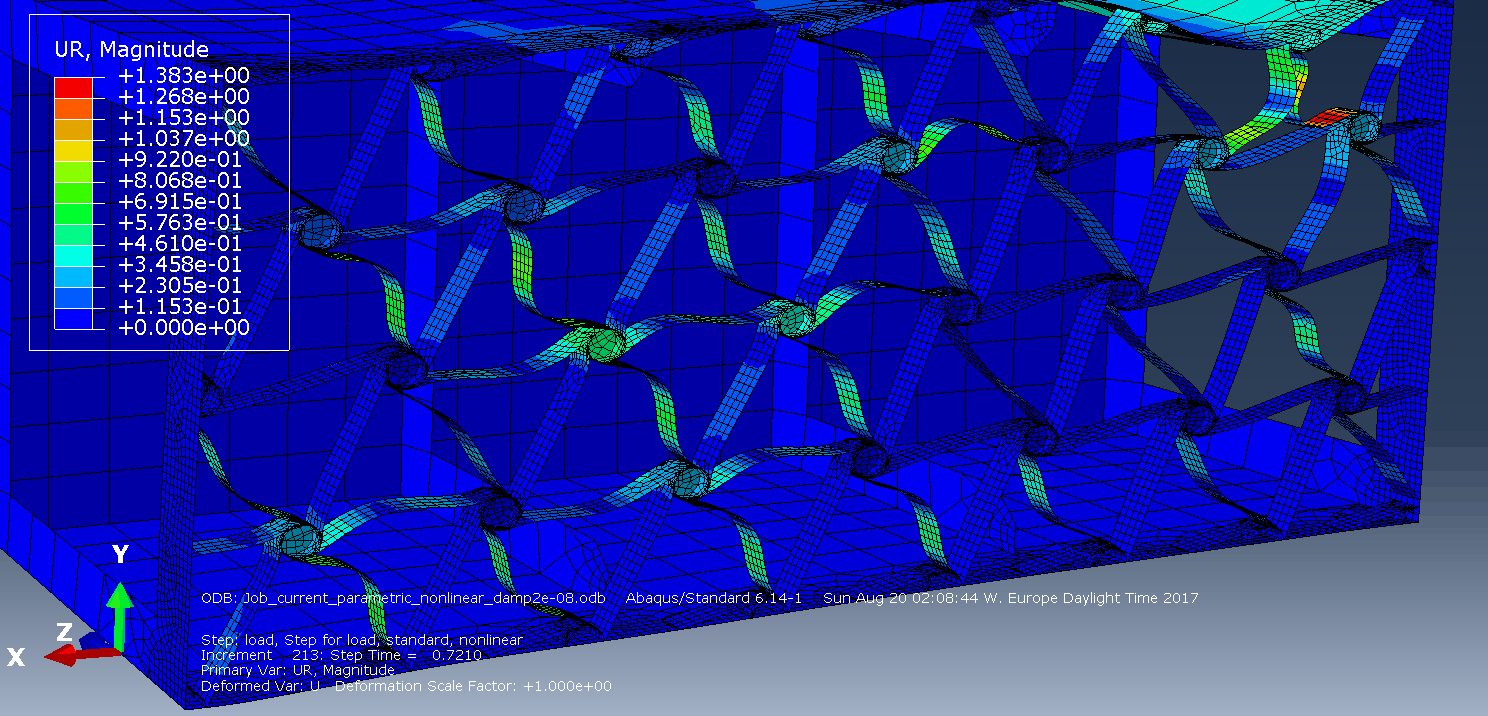 UR, Magnitude
+1.383e+00
+1.268e+00
+1.153e+00
+1.037e+00
+9.220e-01
+8.068e-01
+6.915e-01
+5.763e-01
+4.610e-01
+3.458e-01
+2.305e-01
+1.153e-01
+0.000e+00
Y
Z
X
ODB: Job_current_parametric_nonlinear_damp2e-08.odb Abaqus/Standard 6.14-1 Sun Aug 20 02:08:44 W. Europe Daylight Time 2017
Step: load, Step for load, standard, nonlinear
Increment 213: Step Time = 0.7210
Primary Var: UR, Magnitude
Deformed Var: U Deformation Scale Factor: +1.000e+00